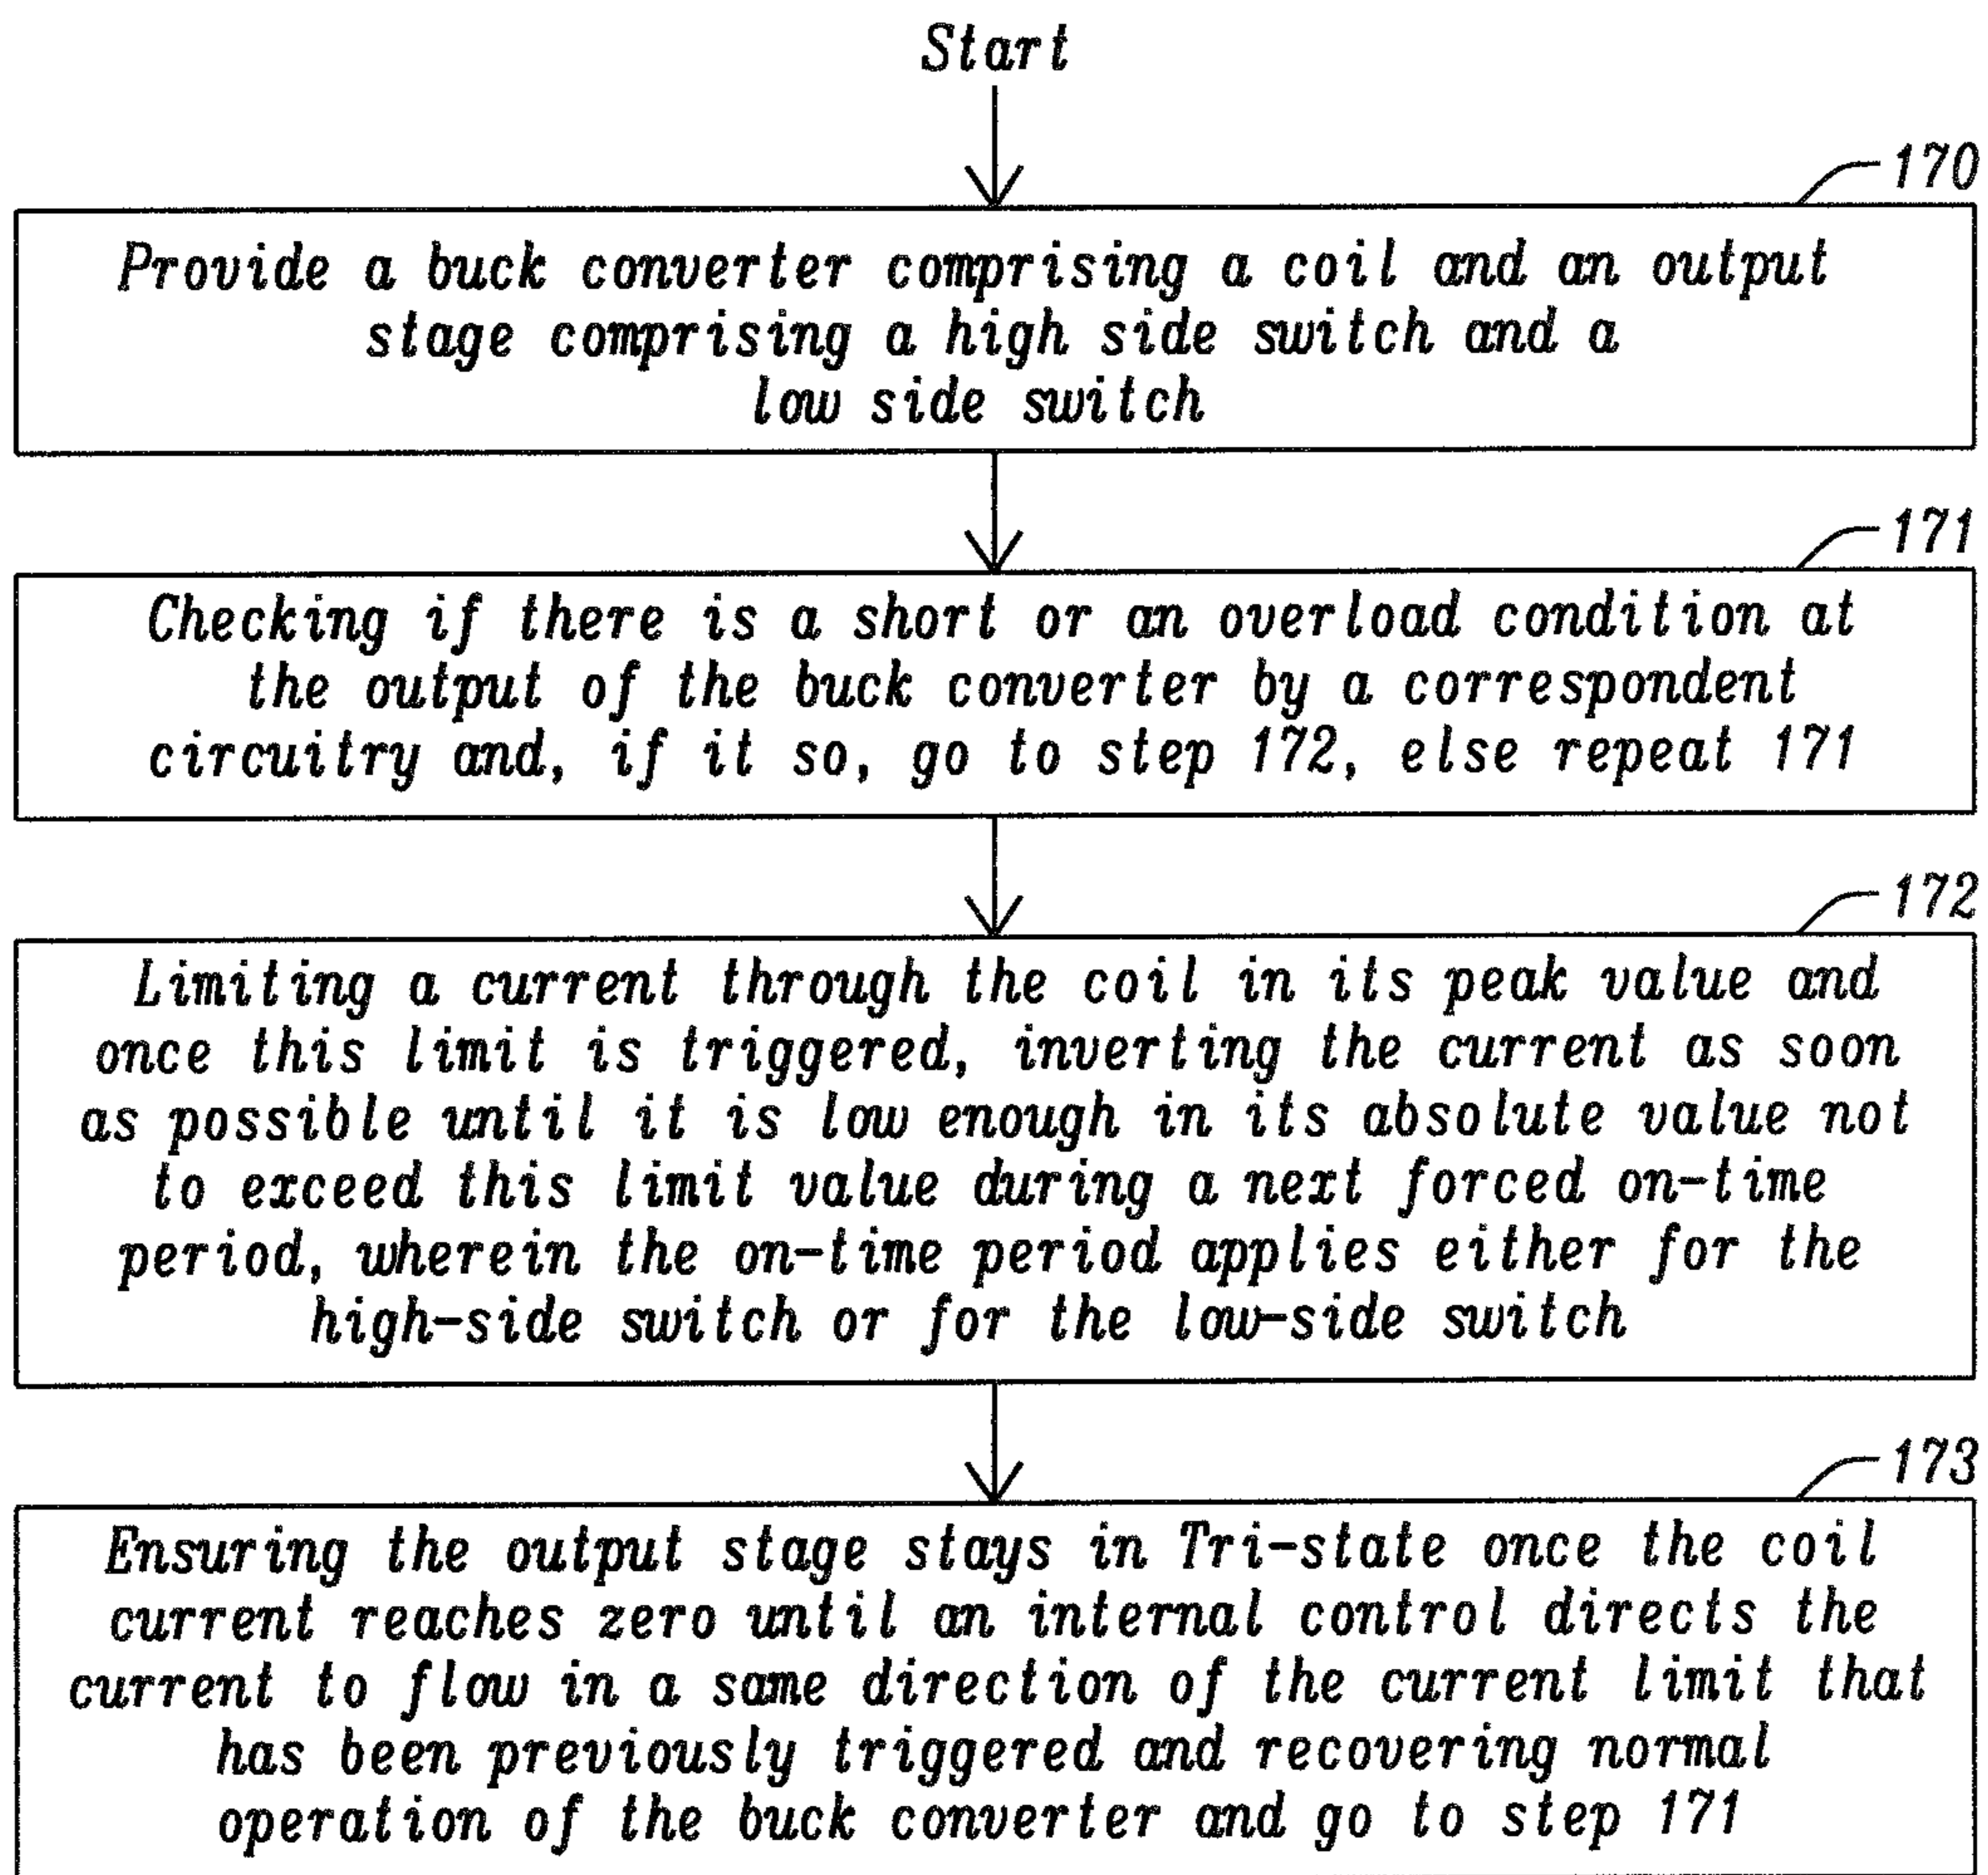 Start
170
Provide a buck converter comprising a coil and an output
stage comprising a high side switch and a
low side switch
171
Checking if there is a short or an overload condition at
the output of the buck converter by a correspondent
circuitry and, if it so, go to step 172, else repeat 171
172
Limiting a current through the coil in its peak value and
once this limit is triggered, inverting the current as soon
as possible until it is low enough in its absolute value not
to exceed this limit value during a next forced on-time
period, wherein the on-time period applies either for the
high-side switch or for the low-side switch
173
Ensuring the output stage stays in Tri-state once the coil
current reaches zero until an internal control directs the
current to flow in a same direction of the current limit that
has been previously triggered and recovering normal
operation of the buck converter and go to step 171